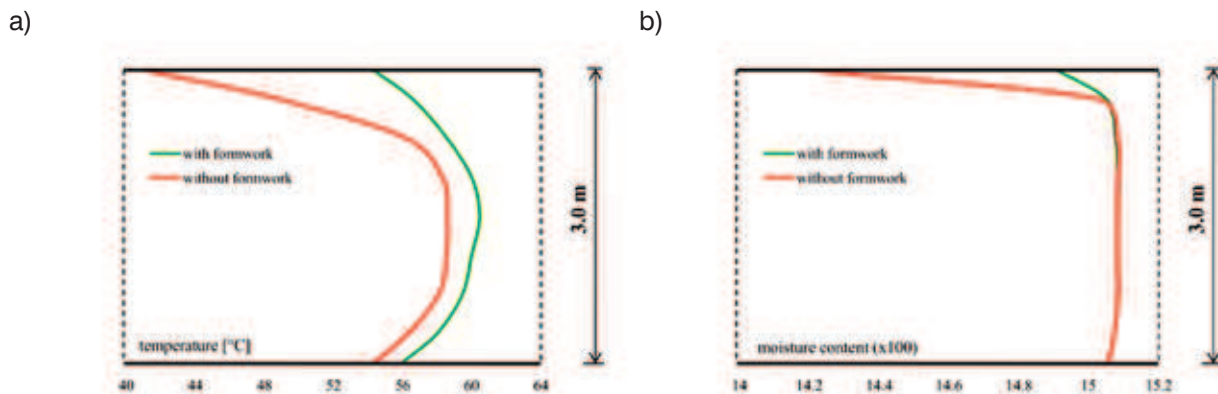 a)
with formwork
without formwork
temperature [°C]
40 44 48 52 56 60 64
3.0 m
b)
with formwork
without formwork
moisture content (x100)
14 14.2 14.4 14.6 14.8 15 15.2
3.0 m